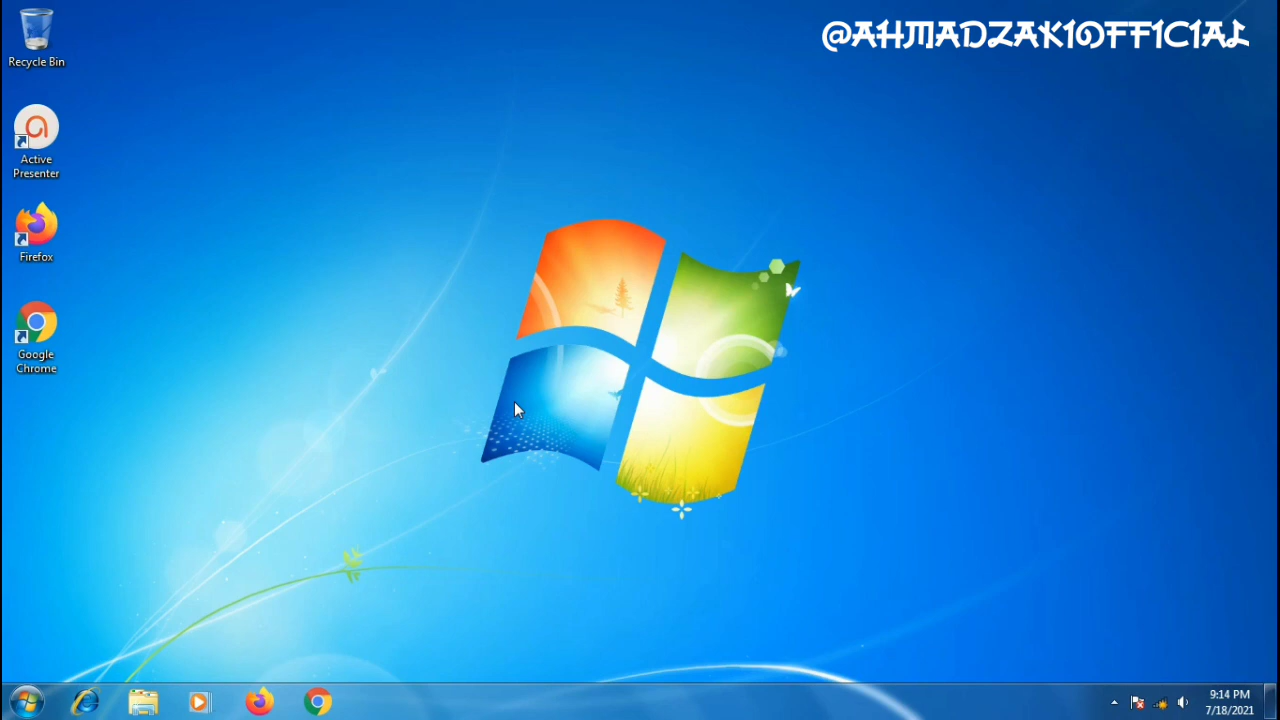 @AHMADZAKIOFFICIAL
Recycle Bin
Active
Presenter
Firefox
Google
Chrome
9:14 PM
7/18/2021